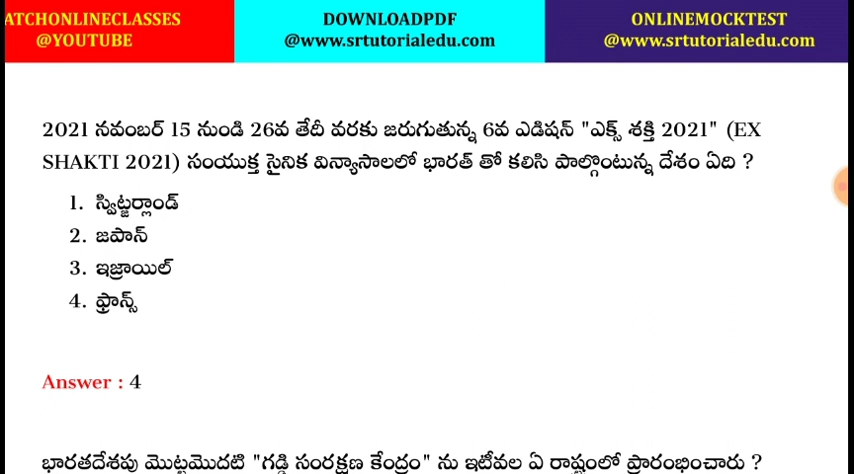 ATCHONLINECLASSES
@YOUTUBE
DOWNLOADPDF
@www.srtutorialedu.com
ONLINEMOCKTEST
@www.srtutorialedu.com
2021 నవంబర్ 15 నుండి 26వ తేదీ వరకు జరుగుతున్న 6వ ఎడిషన్ "ఎక్స్ శక్తి 2021" (EX
SHAKTI 2021) సంయుక్త సైనిక విన్యాసాలలో భారత్ తో కలిసి పాల్గొంటున్న దేశం ఏది ?
1. స్విట్జర్లాండ్
2. జపాన్
3. ఇజ్రాయిల్
4. ఫ్రాన్స్
Answer : 4
భారతదేశపు మొట్టమొదటి "గడ్డి సంరక్షణ కేంద్రం" ను ఇటీవల ఏ రాష్ట్రంలో ప్రారంభించారు ?